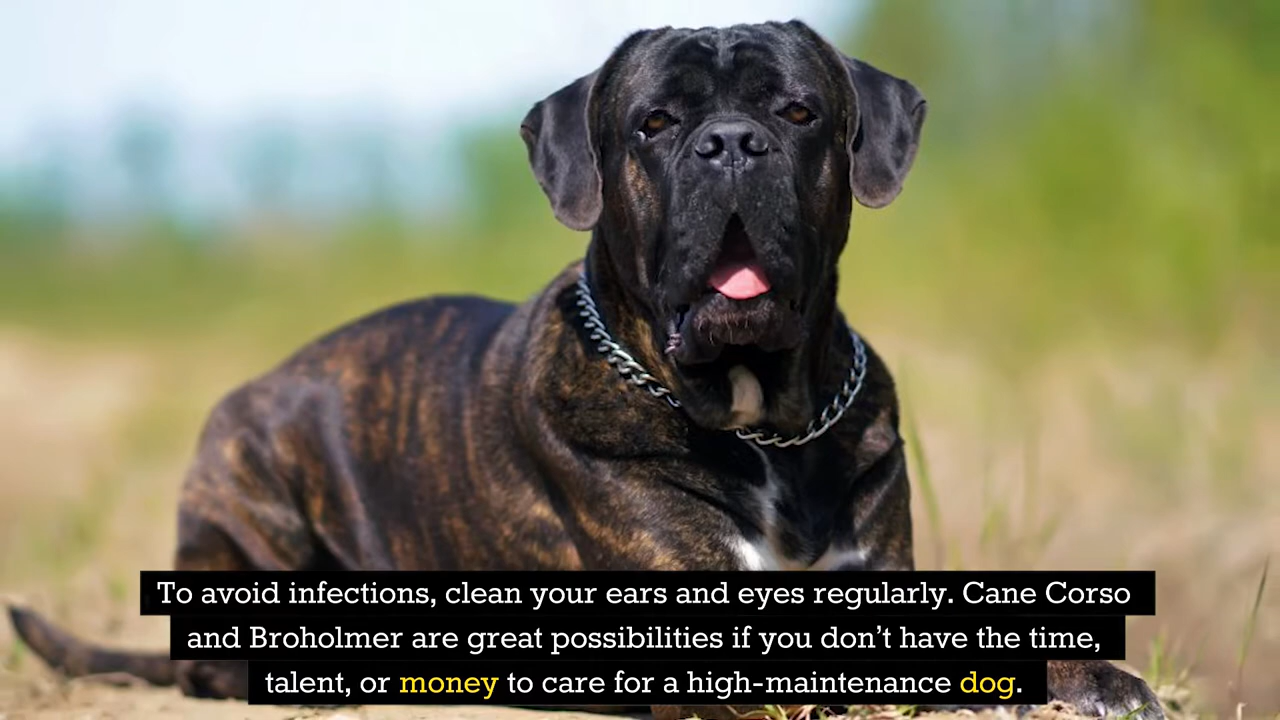 To avoid infections, clean your ears and eyes regularly. Cane Corso
and Broholmer are great possibilities if you don’t have the time,
talent, or money to care for a high-maintenance dog.